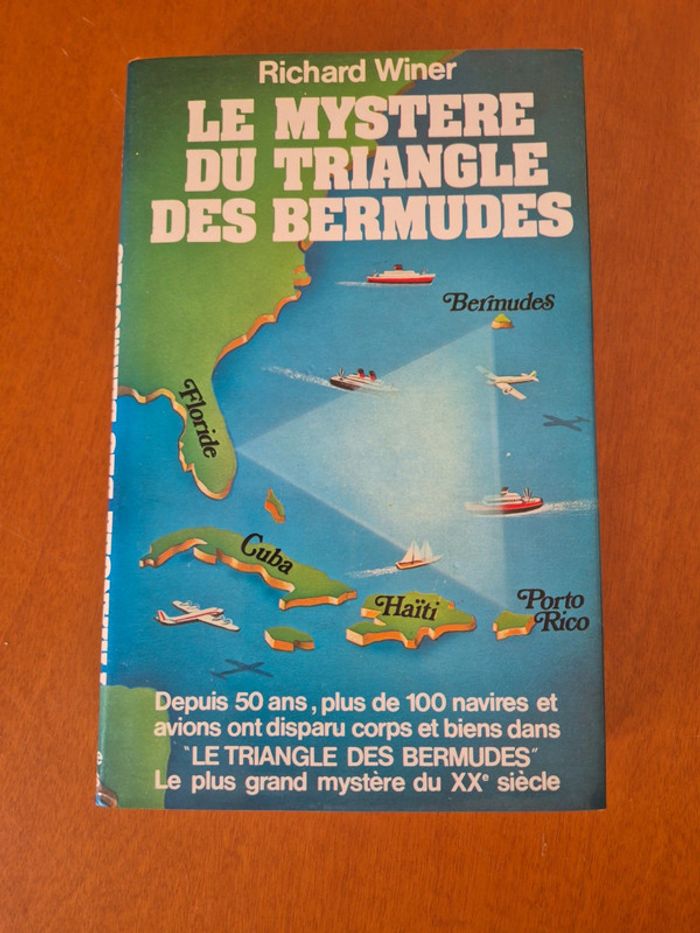 Richard Winer
LE MYSTERE
DU TRIANGLE
DES BERMUDES
Bermudes
Floride
Cuba
Haïti
Porto
Rico
Depuis 50 ans, plus de 100 navires et
avions ont disparu corps et biens dans
"LE TRIANGLE DES BERMUDES"
Le plus grand mystère du XXᵉ siècle